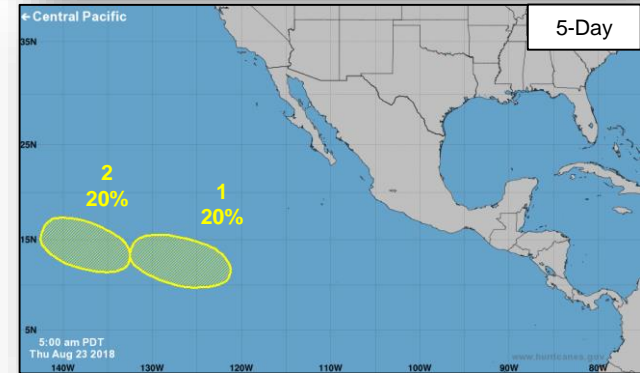 ← Central Pacific
5-Day
35N
25N
2
20%
1
20%
15N
5N
5:00 am PDT
Thu Aug 23 2018
www.hurricanes.gov
140W 130W 120W 110W 100W 90W 80W